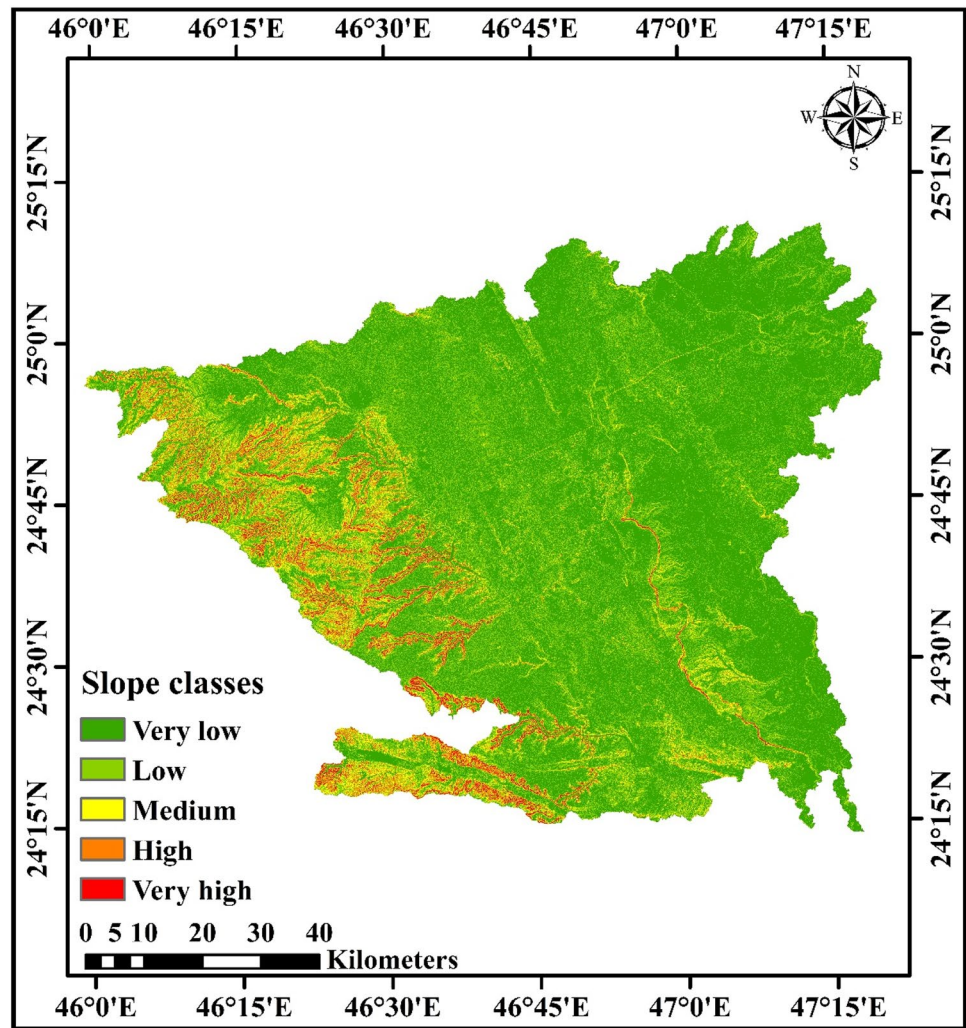 46°0'E 46°15'E 46°30'E 46°45'E 47°0'E 47°15'E
N
W E
S
25°15'N 25°15'N
25°0'N 25°0'N
24°45'N 24°45'N
24°30'N 24°30'N
24°15'N 24°15'N
Slope classes
Very low
Low
Medium
High
Very high
0 5 10 20 30 40
Kilometers
46°0'E 46°15'E 46°30'E 46°45'E 47°0'E 47°15'E